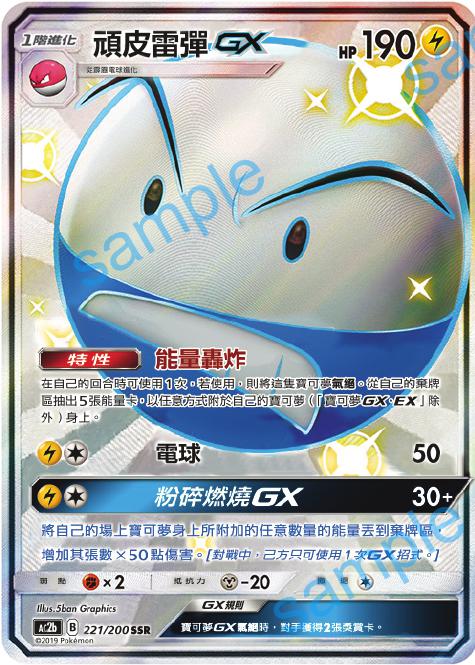 1階進化 頑皮雷彈GX HP 190
從霹靂電球進化
sample
sample
sample
sample
特性 能量轟炸
在自己的回合時可使用1次，若使用，則將這隻寶可夢氣絕。從自己的棄牌
區抽出5張能量卡，以任意方式附於自己的寶可夢（「寶可夢GX・EX」除
外）身上。
電球 50
粉碎燃燒GX 30+
將自己的場上寶可夢身上所附加的任意數量的能量丟到棄牌區，
增加其張數×50點傷害。[對戰中，己方只可使用1次GX招式。]
弱點 ×2 抵抗力 -20 撤退
Illus. 5ban Graphics
GX規則
AC2b B 221/200 SSR
寶可夢GX氣絕時，對手獲得2張獎賞卡。
©2019 Pokémon